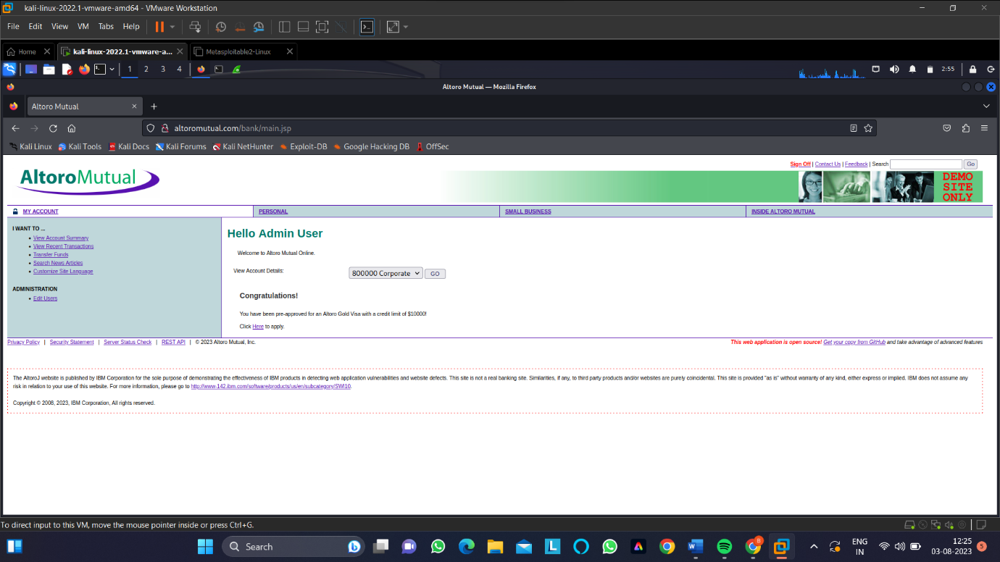 kali-linux-2022.1-vmware-amd64 - VMware Workstation
File Edit View VM Tabs Help
Home kali-linux-2022.1-vmware-a... Metasploitable2-Linux
1 2 3 4 2:55
Altoro Mutual — Mozilla Firefox
Altoro Mutual
altoromutual.com/bank/main.jsp
Kali Linux Kali Tools Kali Docs Kali Forums Kali NetHunter Exploit-DB Google Hacking DB OffSec
Sign Off | Contact Us | Feedback | Search Go
AltoroMutual
DEMO
SITE
ONLY
MY ACCOUNT PERSONAL SMALL BUSINESS INSIDE ALTORO MUTUAL
I WANT TO ...
• View Account Summary
• View Recent Transactions
• Transfer Funds
• Search News Articles
• Customize Site Language
ADMINISTRATION
• Edit Users
Hello Admin User
Welcome to Altoro Mutual Online.
View Account Details: 800000 Corporate GO
Congratulations!
You have been pre-approved for an Altoro Gold Visa with a credit limit of $10000!
Click Here to apply.
Privacy Policy | Security Statement | Server Status Check | REST API | © 2023 Altoro Mutual, Inc.
This web application is open source! Get your copy from GitHub and take advantage of advanced features
The AltoroJ website is published by IBM Corporation for the sole purpose of demonstrating the effectiveness of IBM products in detecting web application vulnerabilities and website defects. This site is not a real banking site. Similarities, if any, to third party products and/or websites are purely coincidental. This site is provided "as is" without warranty of any kind, either express or implied. IBM does not assume any
risk in relation to your use of this website. For more information, please go to http://www-142.ibm.com/software/products/us/en/subcategory/SWI10.
Copyright © 2008, 2023, IBM Corporation, All rights reserved.
To direct input to this VM, move the mouse pointer inside or press Ctrl+G.
Search
L
W
8
ENG
IN
12:25
03-08-2023
5